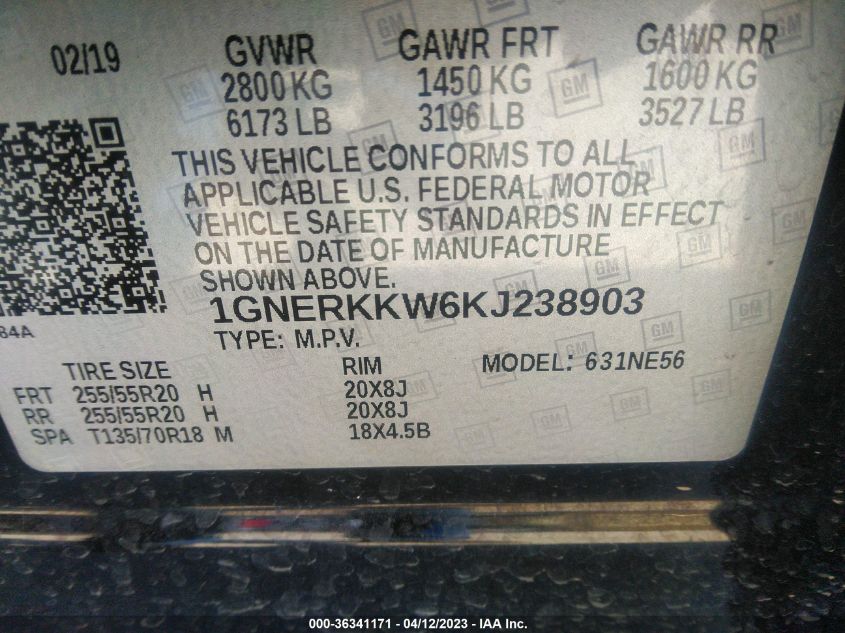 02/19 GVWR GAWR FRT GAWR RR
2800 KG 1450 KG 1600 KG
6173 LB 3196 LB 3527 LB
THIS VEHICLE CONFORMS TO ALL
APPLICABLE U.S. FEDERAL MOTOR
VEHICLE SAFETY STANDARDS IN EFFECT
ON THE DATE OF MANUFACTURE
SHOWN ABOVE.
1GNERKKW6KJ238903
84A
TYPE: M.P.V.
TIRE SIZE RIM MODEL: 631NE56
FRT 255/55R20 H 20X8J
RR 255/55R20 H 20X8J
SPA T135/70R18 M 18X4.5B
GM
000-36341171 - 04/12/2023 - IAA Inc.